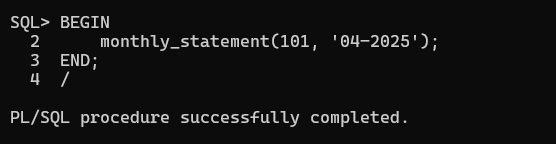 SQL> BEGIN
  2      monthly_statement(101, '04-2025');
  3  END;
  4  /
PL/SQL procedure successfully completed.